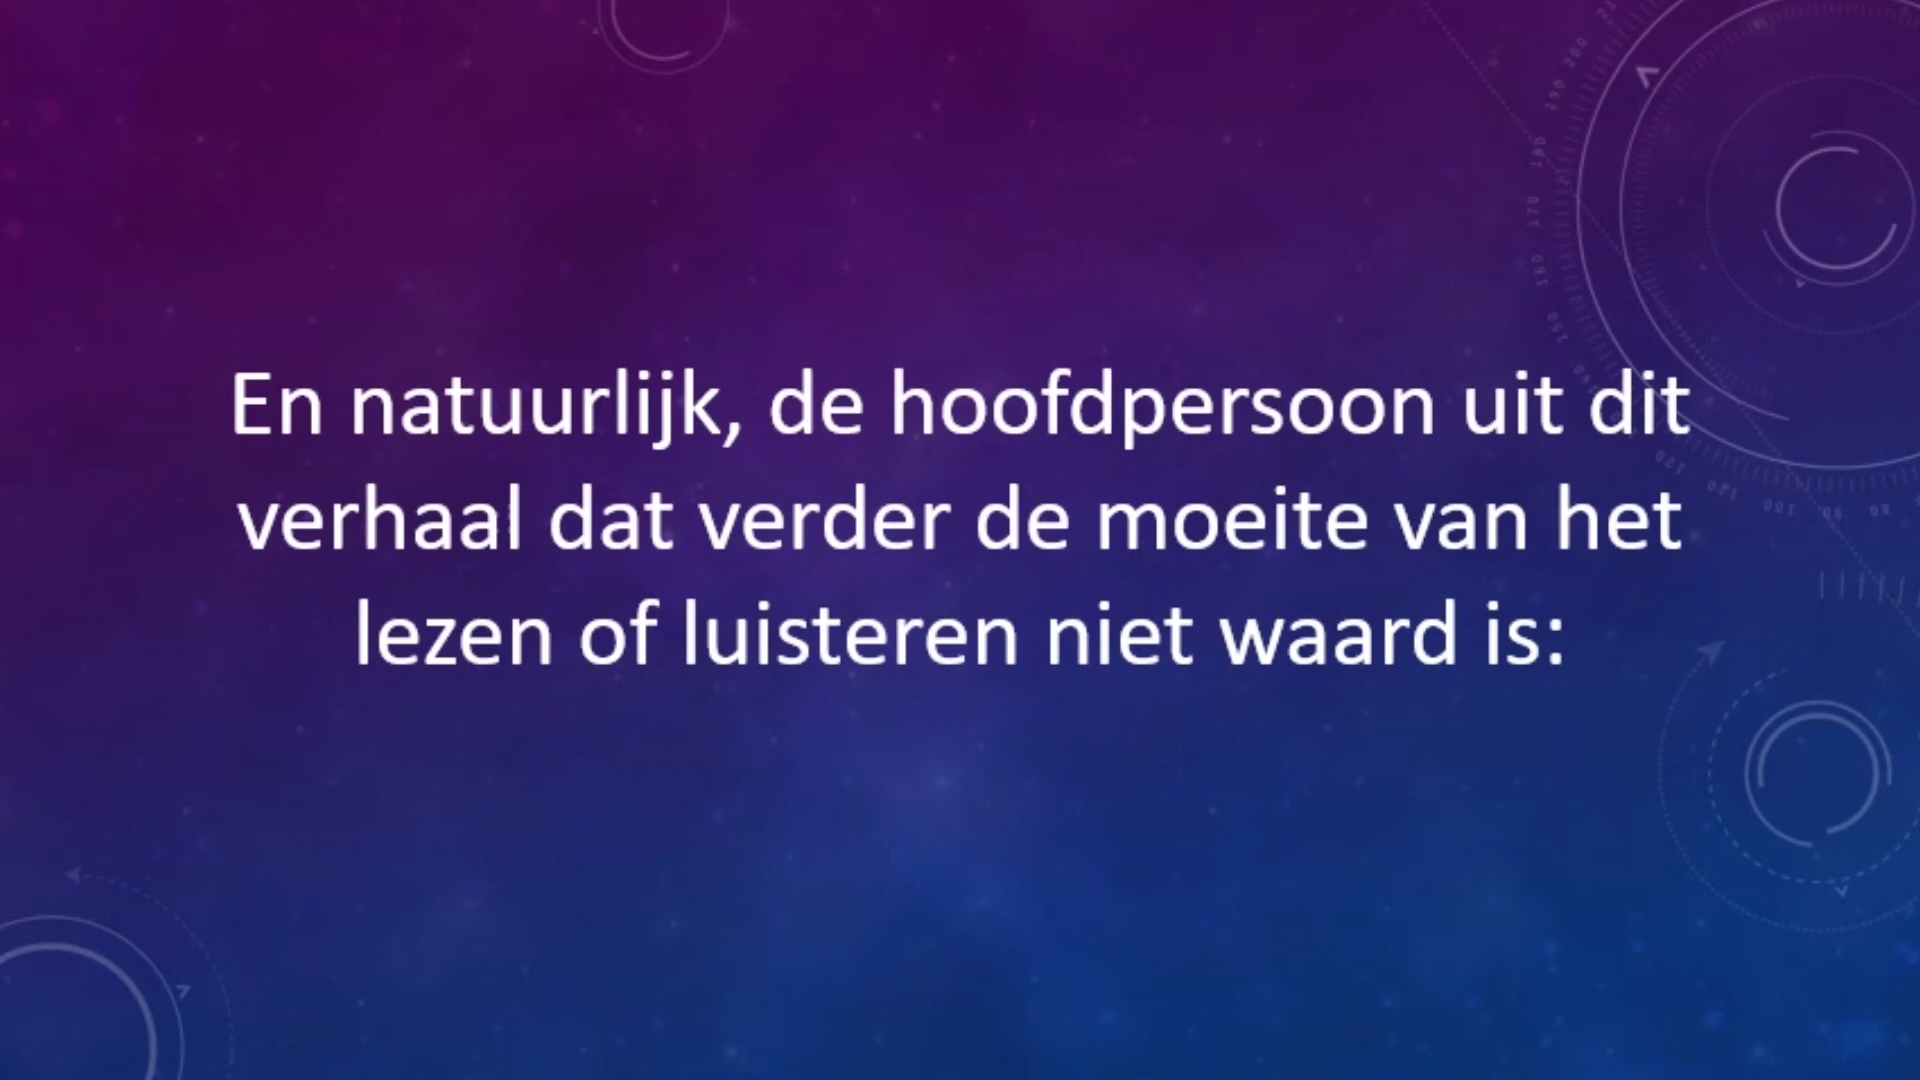 En natuurlijk, de hoofdpersoon uit dit
verhaal dat verder de moeite van het
lezen of luisteren niet waard is: